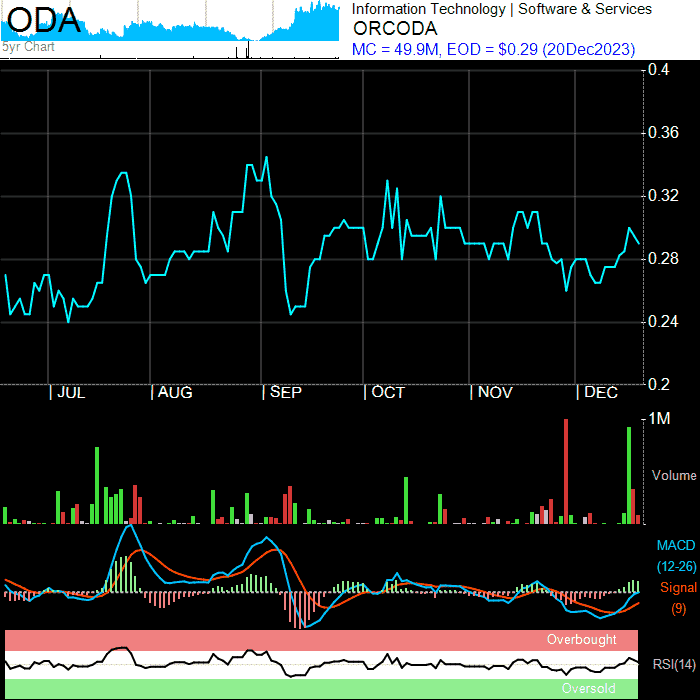 ODA
5yr Chart
Information Technology | Software & Services
ORCODA
MC = 49.9M, EOD = $0.29 (20Dec2023)
0.4
0.36
0.32
0.28
0.24
0.2
| JUL | AUG | SEP | OCT | NOV | DEC
1M
Volume
MACD
(12-26)
Signal
(9)
Overbought
RSI(14)
Oversold